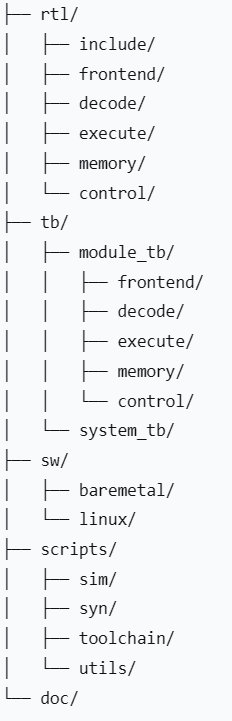 ├── rtl/
│   ├── include/
│   ├── frontend/
│   ├── decode/
│   ├── execute/
│   ├── memory/
│   └── control/
├── tb/
│   ├── module_tb/
│   │   ├── frontend/
│   │   ├── decode/
│   │   ├── execute/
│   │   ├── memory/
│   │   └── control/
│   └── system_tb/
├── sw/
│   ├── baremetal/
│   └── linux/
├── scripts/
│   ├── sim/
│   ├── syn/
│   ├── toolchain/
│   └── utils/
└── doc/